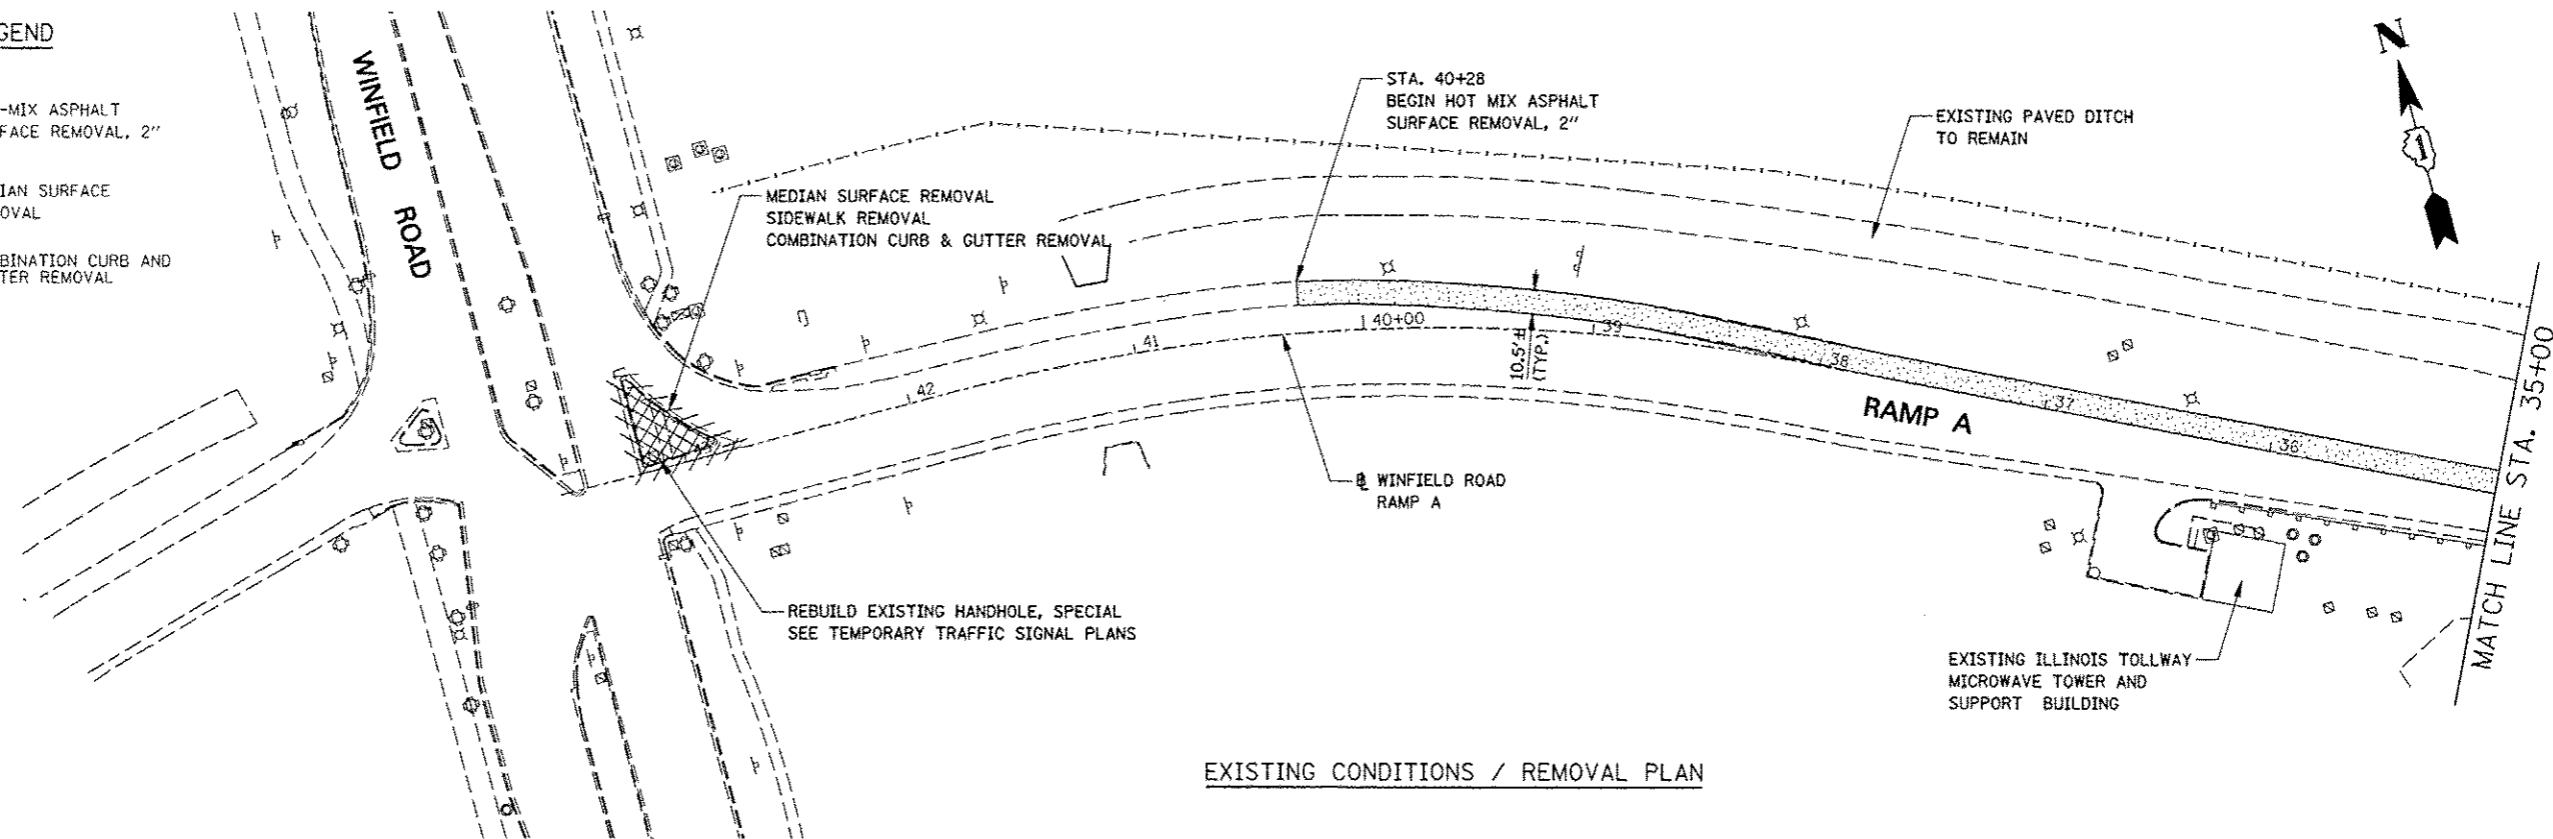 GEND
-MIX ASPHALT
FACE REMOVAL, 2"
IAN SURFACE
OVAL
BINATION CURB AND
TER REMOVAL
WINFIELD ROAD
MEDIAN SURFACE REMOVAL
SIDEWALK REMOVAL
COMBINATION CURB & GUTTER REMOVAL
STA. 40+28
BEGIN HOT MIX ASPHALT
SURFACE REMOVAL, 2"
EXISTING PAVED DITCH
TO REMAIN
N
1
42
41
40+00
39
38
37
36
10.5'±
(TYP.)
RAMP A
℄ WINFIELD ROAD
RAMP A
MATCH LINE STA. 35+00
REBUILD EXISTING HANDHOLE, SPECIAL
SEE TEMPORARY TRAFFIC SIGNAL PLANS
EXISTING ILLINOIS TOLLWAY
MICROWAVE TOWER AND
SUPPORT BUILDING
EXISTING CONDITIONS / REMOVAL PLAN